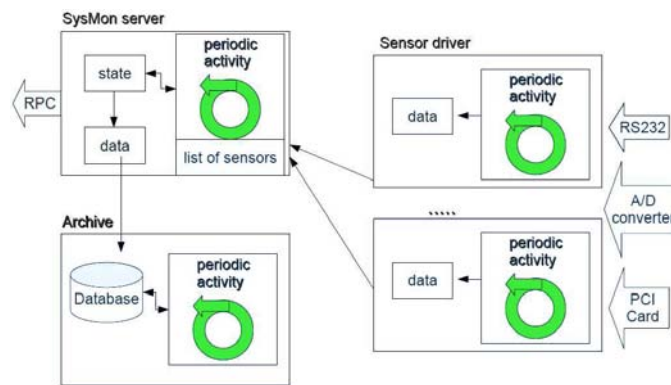 SysMon server
periodic
activity
state
RPC
data
list of sensors
Sensor driver
periodic
activity
data
RS232
A/D
converter
.....
periodic
activity
data
PCI
Card
Archive
periodic
activity
Database